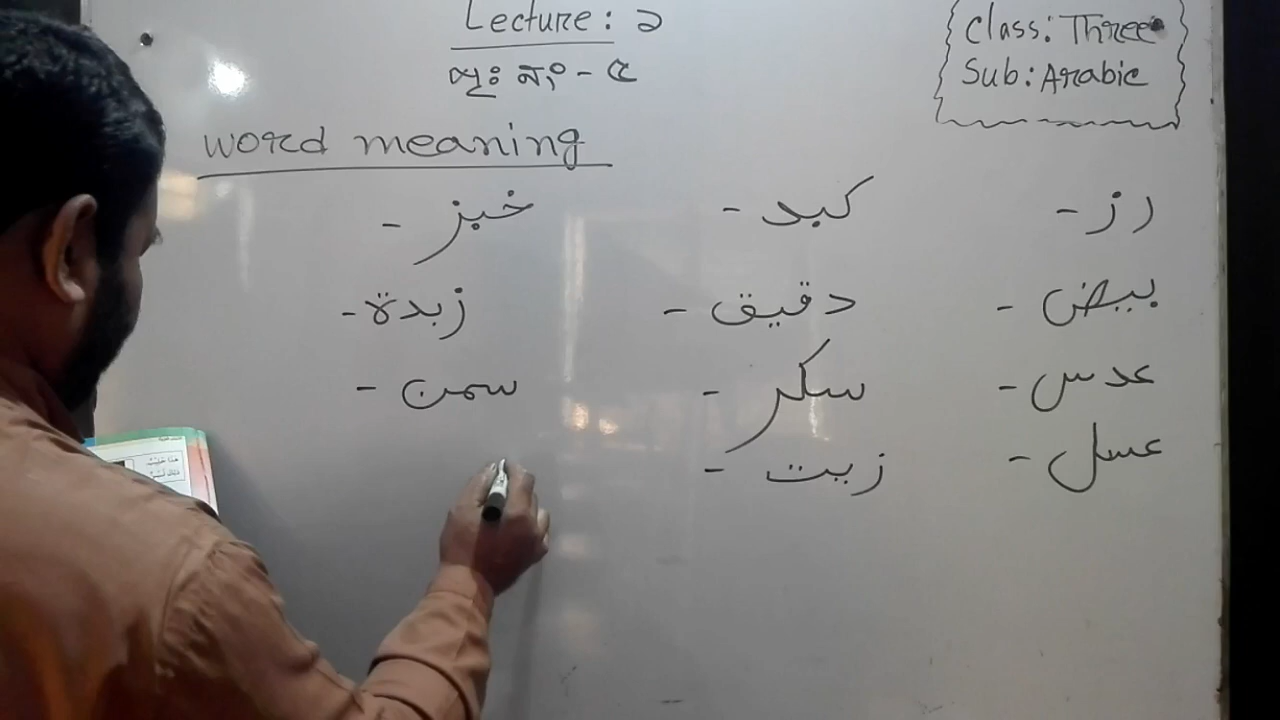 Lecture: ২
পৃঃ নং - ৫
Class: Three
Sub: Arabic
word meaning
رز - كبد - خبز -
بيض - دقيق - زبدة -
عدس - سكر - سمن -
عسل - زيت -